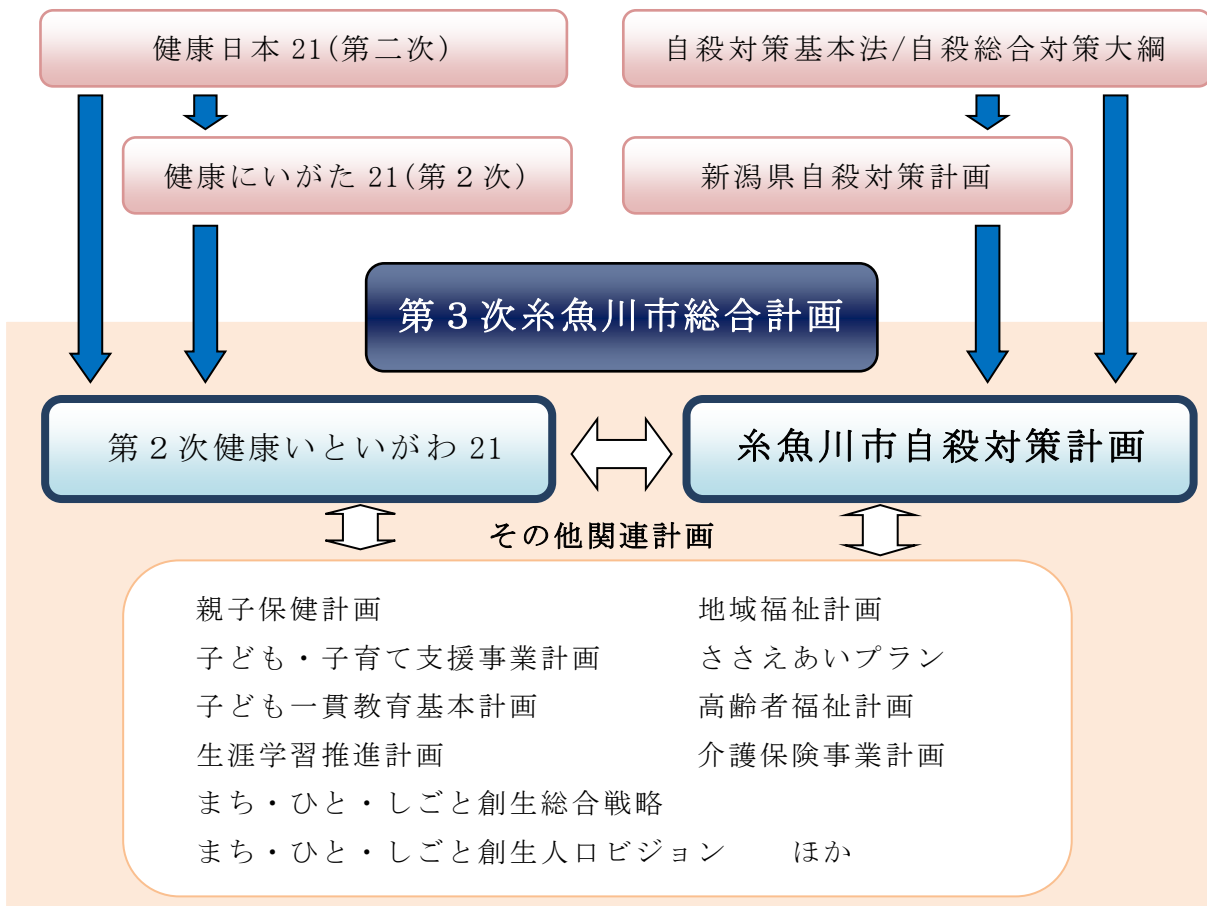 健康日本 21(第二次)
自殺対策基本法/自殺総合対策大綱
健康にいがた 21(第２次)
新潟県自殺対策計画
第３次糸魚川市総合計画
第２次健康いといがわ 21
糸魚川市自殺対策計画
その他関連計画
親子保健計画
地域福祉計画
子ども・子育て支援事業計画
ささえあいプラン
子ども一貫教育基本計画
高齢者福祉計画
生涯学習推進計画
介護保険事業計画
まち・ひと・しごと創生総合戦略
まち・ひと・しごと創生人口ビジョン　　ほか